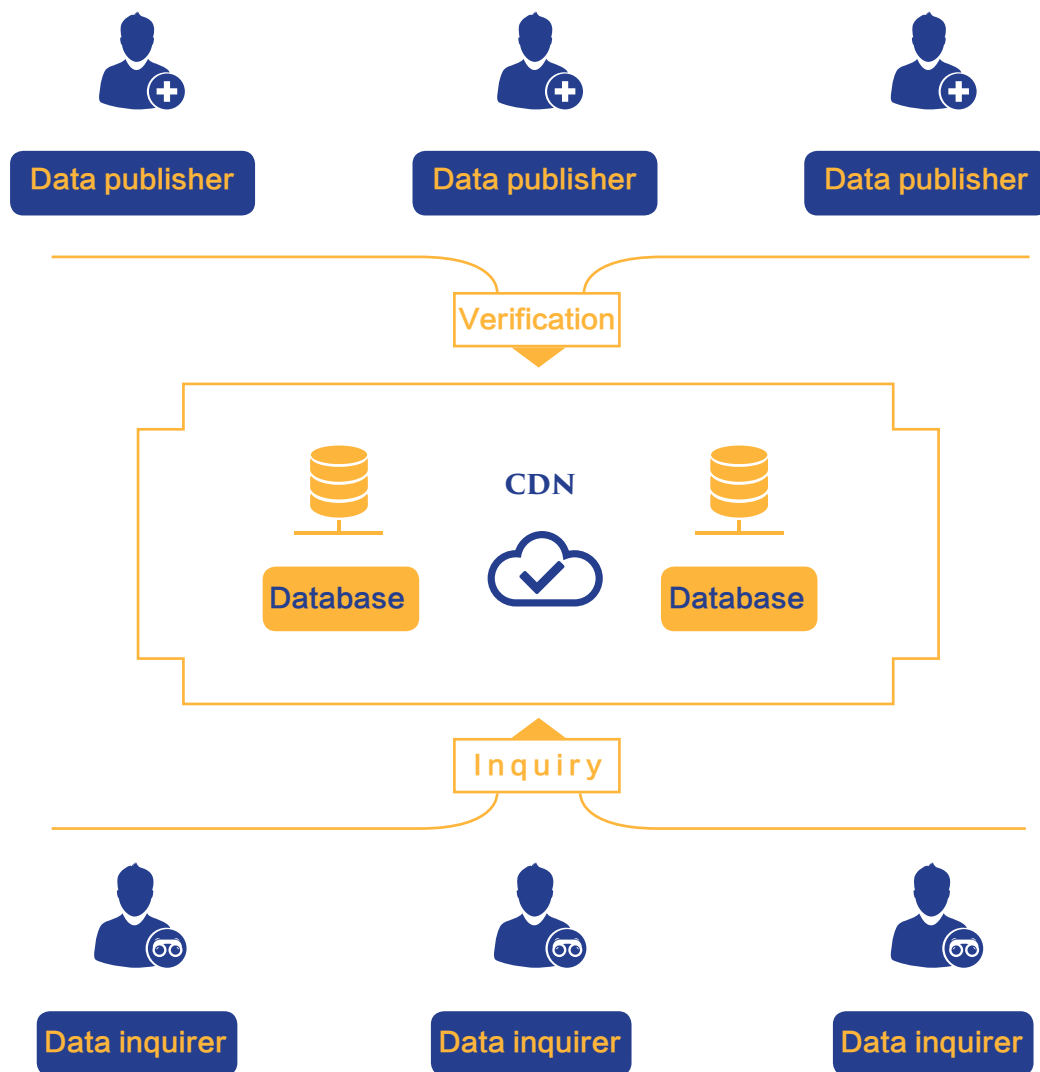 Data publisher
Data publisher
Data publisher
Verification
CDN
Database
Database
Inquiry
Data inquirer
Data inquirer
Data inquirer